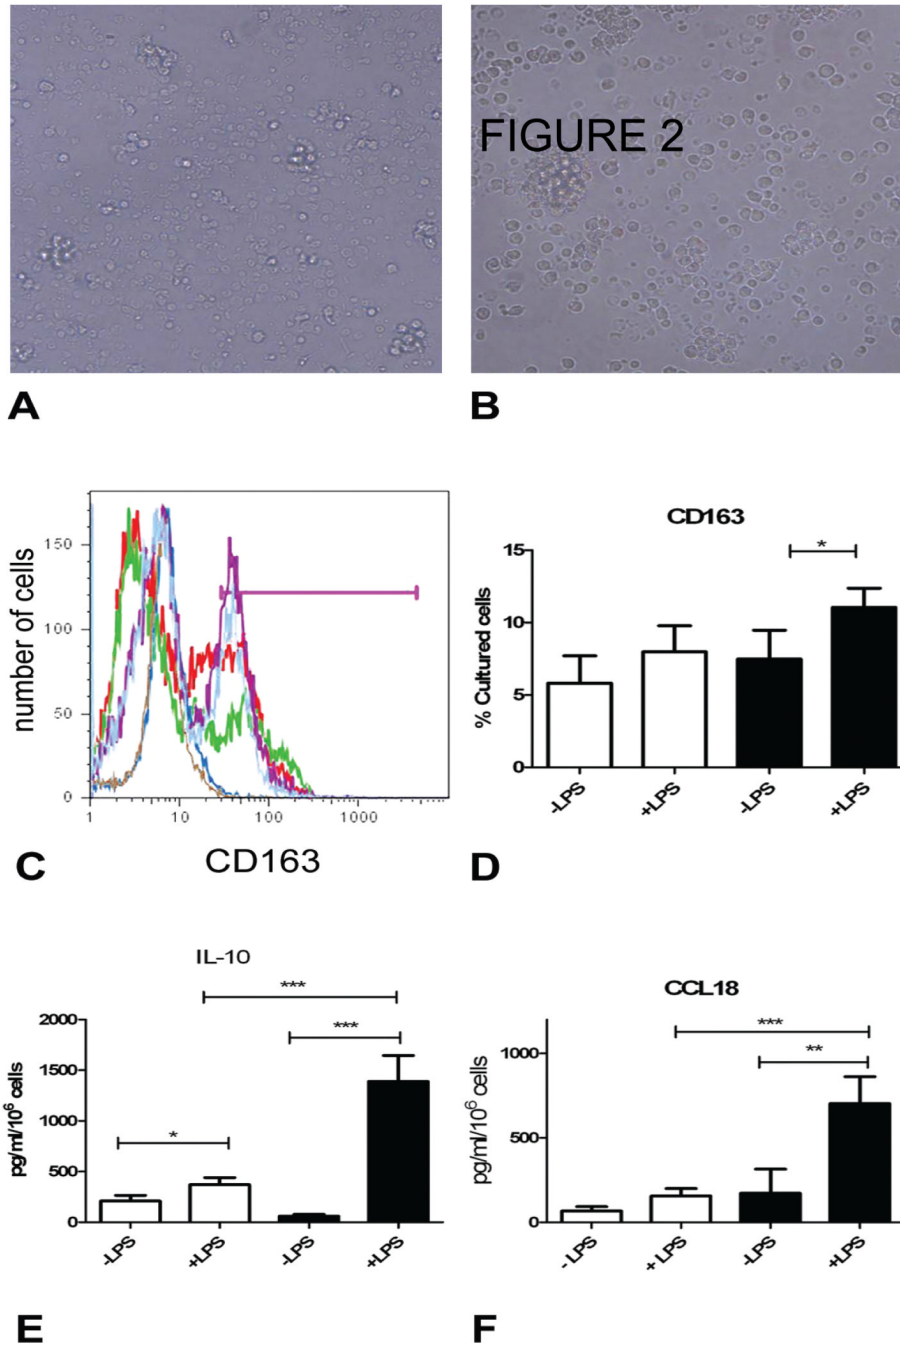 FIGURE 2
A
B
number of cells
150
100
50
0
1
10
100
1000
CD163
C
CD163
*
% Cultured cells
15
10
5
0
-LPS
+LPS
-LPS
+LPS
D
IL-10
***
***
*
pg/ml/10⁶ cells
2000
1500
1000
500
0
-LPS
+LPS
-LPS
+LPS
E
CCL18
***
**
pg/ml/10⁶ cells
1000
500
0
- LPS
+ LPS
-LPS
+LPS
F